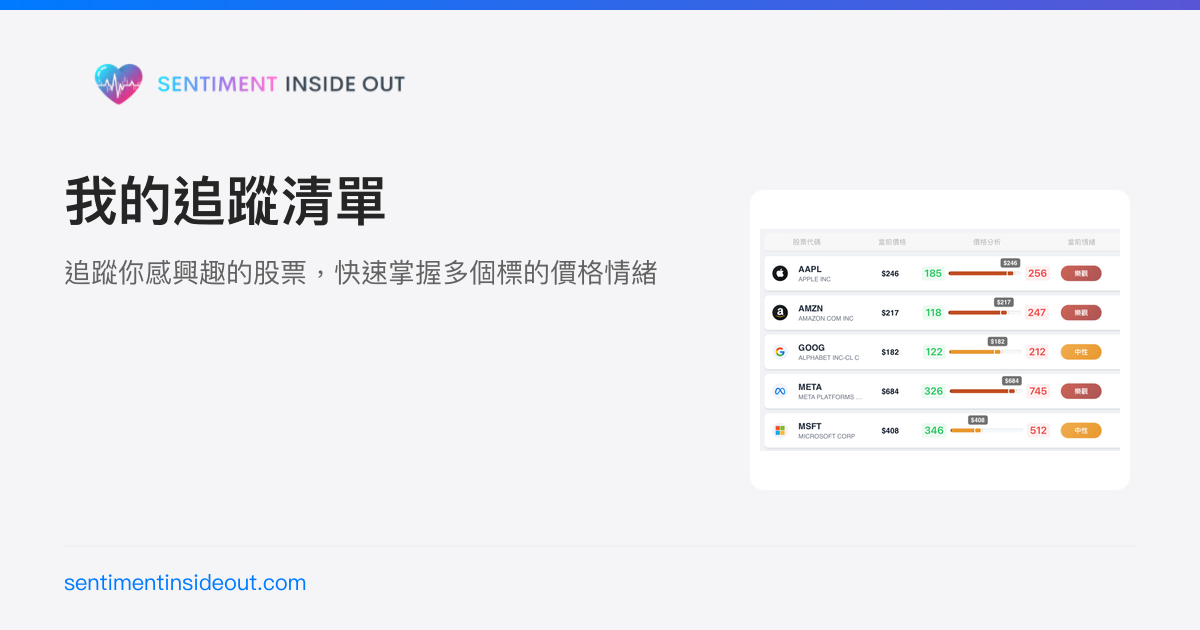 SENTIMENT INSIDE OUT
我的追蹤清單
追蹤你感興趣的股票，快速掌握多個標的價格情緒
股票代碼 當前價格 價格分析 當前情緒
AAPL
APPLE INC
$246
185
$246
256
樂觀
AMZN
AMAZON.COM INC
$217
118
$217
247
樂觀
GOOG
ALPHABET INC-CL C
$182
122
$182
212
中性
META
META PLATFORMS ...
$684
326
$684
745
樂觀
MSFT
MICROSOFT CORP
$408
346
$408
512
中性
sentimentinsideout.com